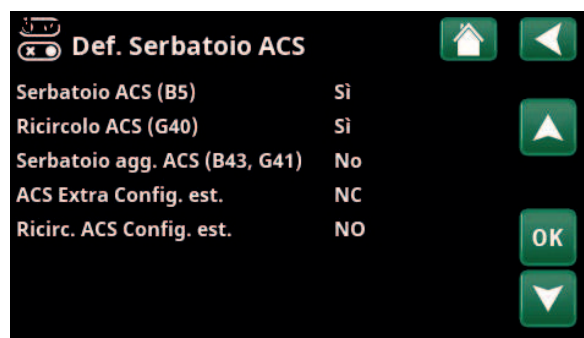 Def. Serbatoio ACS
Serbatoio ACS (B5) Sì
Ricircolo ACS (G40) Sì
Serbatoio agg. ACS (B43, G41) No
ACS Extra Config. est. NC
Ricirc. ACS Config. est. NO
OK